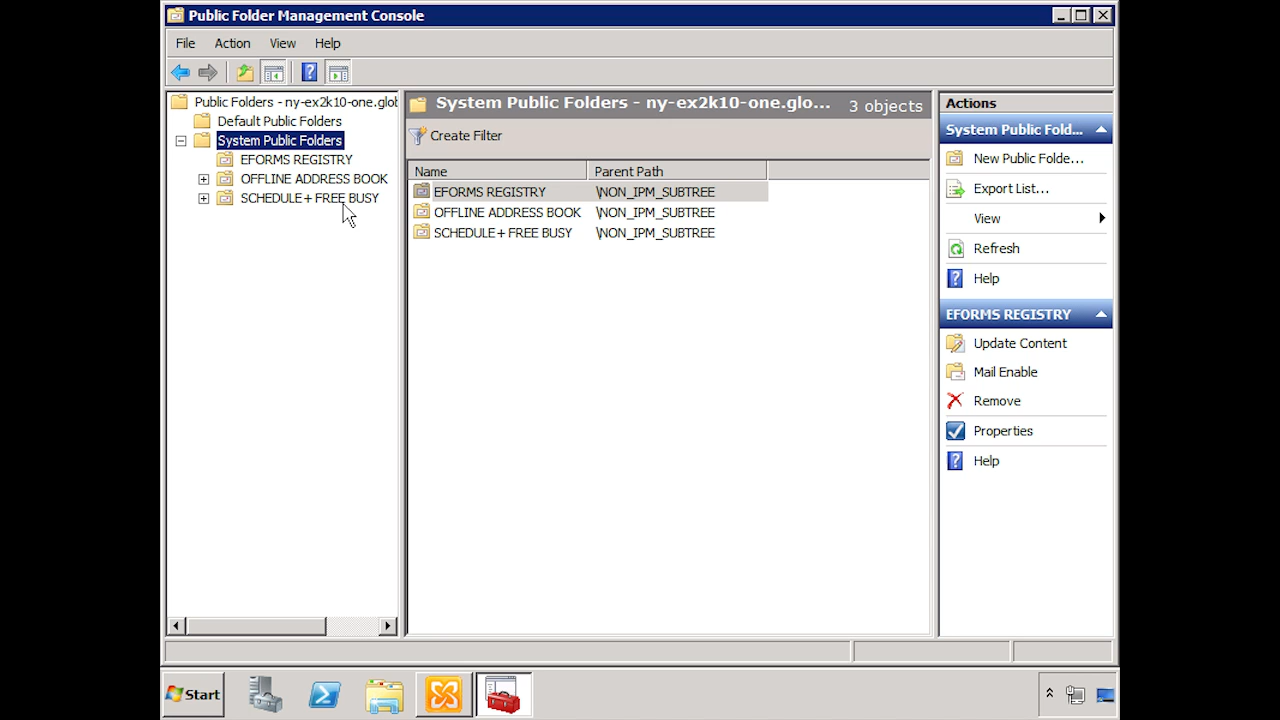 Public Folder Management Console
File Action View Help
Public Folders - ny-ex2k10-one.glob
Default Public Folders
System Public Folders
EFORMS REGISTRY
OFFLINE ADDRESS BOOK
SCHEDULE+ FREE BUSY
System Public Folders - ny-ex2k10-one.glo... 3 objects
Create Filter
Name Parent Path
EFORMS REGISTRY \NON_IPM_SUBTREE
OFFLINE ADDRESS BOOK \NON_IPM_SUBTREE
SCHEDULE+ FREE BUSY \NON_IPM_SUBTREE
Actions
System Public Fold...
New Public Folde...
Export List...
View
Refresh
Help
EFORMS REGISTRY
Update Content
Mail Enable
Remove
Properties
Help
Start